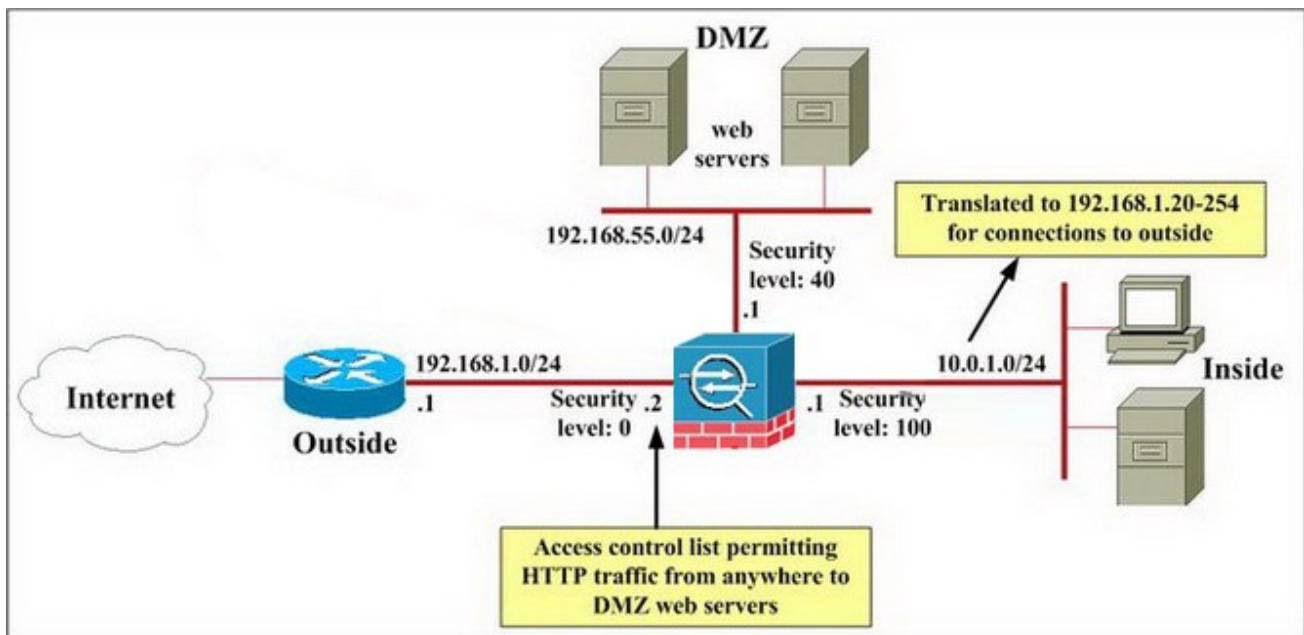 DMZ
web
servers
192.168.55.0/24
Security
level: 40
.1
Translated to 192.168.1.20-254
for connections to outside
Internet
192.168.1.0/24
.1
Outside
Security
level: 0
.2
.1
Security
level: 100
10.0.1.0/24
Inside
Access control list permitting
HTTP traffic from anywhere to
DMZ web servers